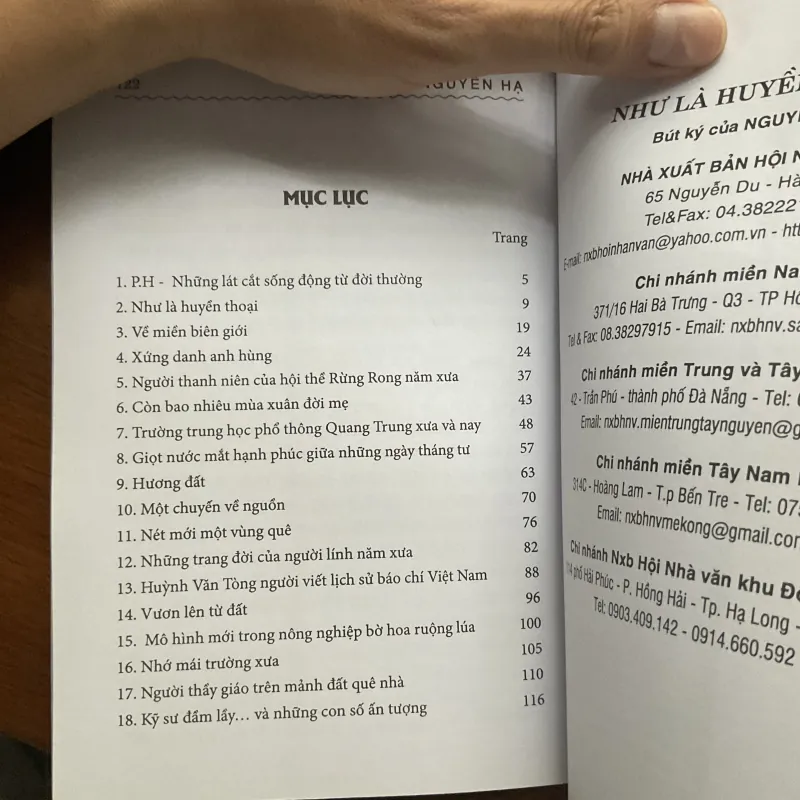 122
NGUYÊN HẠ
MỤC LỤC
Trang
1. P.H - Những lát cắt sống động từ đời thường 5
2. Như là huyền thoại 9
3. Về miền biên giới 19
4. Xứng danh anh hùng 24
5. Người thanh niên của hội thề Rừng Rong năm xưa 37
6. Còn bao nhiêu mùa xuân đời mẹ 43
7. Trường trung học phổ thông Quang Trung xưa và nay 48
8. Giọt nước mắt hạnh phúc giữa những ngày tháng tư 57
9. Hương đất 63
10. Một chuyến về nguồn 70
11. Nét mới một vùng quê 76
12. Những trang đời của người lính năm xưa 82
13. Huỳnh Văn Tòng người viết lịch sử báo chí Việt Nam 88
14. Vươn lên từ đất 96
15. Mô hình mới trong nông nghiệp bờ hoa ruộng lúa 100
16. Nhớ mái trường xưa 105
17. Người thầy giáo trên mảnh đất quê nhà 110
18. Kỹ sư đầm lầy... và những con số ấn tượng 116
NHƯ LÀ HUYỀN
Bút ký của NGUY
NHÀ XUẤT BẢN HỘI N
65 Nguyễn Du - Hà
Tel&Fax: 04.38222
E-mail: nxbhoinhanvan@yahoo.com.vn - htt
Chi nhánh miền Na
371/16 Hai Bà Trưng - Q3 - TP Hồ
Tel & Fax: 08.38297915 - Email: nxbhnv.sa
Chi nhánh miền Trung và Tây
42 - Trần Phú - thành phố Đà Nẵng - Tel:
Email: nxbhnv.mientrungtaynguyen@g
Chi nhánh miền Tây Nam
314C - Hoàng Lam - T.p Bến Tre - Tel: 07
Email: nxbhnvmekong@gmail.com
Chi nhánh Nxb Hội Nhà văn khu Đô
114 phố Hải Phúc - P. Hồng Hải - Tp. Hạ Long -
Tel: 0903.409.142 - 0914.660.592